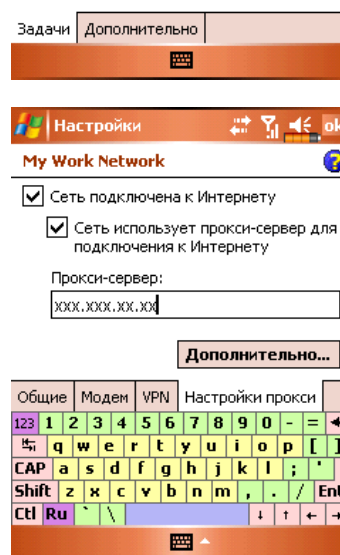 Задачи Дополнительно
Настройки ok
My Work Network ?
Сеть подключена к Интернету
Сеть использует прокси-сервер для
подключения к Интернету
Прокси-сервер:
xxx.xxx.xx.xx
Дополнительно...
Общие Модем VPN Настройки прокси
123 1 2 3 4 5 6 7 8 9 0 - =
q w e r t y u i o p [ ]
CAP a s d f g h j k l ; '
Shift z x c v b n m , . / Ent
Ctl Ru ` \ ↓ ↑ ← →